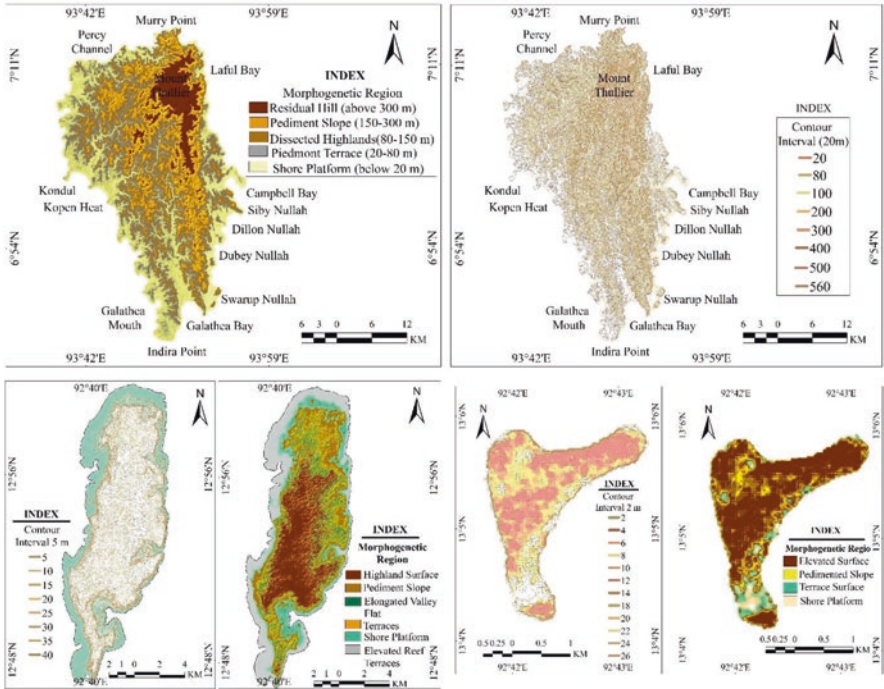 93°42'E
93°59'E
Murry Point
N
Percy
Channel
Laful Bay
7°11'N
Mount
Thullier
INDEX
Morphogenetic Region
Residual Hill (above 300 m)
Pediment Slope (150-300 m)
Dissected Highlands(80-150 m)
Piedmont Terrace (20-80 m)
Shore Platform (below 20 m)
Kondul
Kopen Heat
Campbell Bay
Siby Nullah
Dillon Nullah
6°54'N
Dubey Nullah
Swarup Nullah
Galathea
Mouth
Galathea Bay
6 3 0 6 12
KM
93°42'E
Indira Point
93°59'E
93°42'E
93°59'E
Murry Point
N
Percy
Channel
Laful Bay
7°11'N
Mount
Thullier
INDEX
Contour
Interval (20m)
20
80
100
200
300
400
500
560
Kondul
Kopen Heat
Campbell Bay
Siby Nullah
Dillon Nullah
6°54'N
Dubey Nullah
Swarup Nullah
Galathea
Mouth
Galathea Bay
6 3 0 6 12
KM
93°42'E
Indira Point
93°59'E
92°40'E
N
12°56'N
INDEX
Contour
Interval 5 m
5
10
15
20
25
30
35
40
12°48'N
2 1 0 2 4
KM
92°40'E
92°40'E
N
12°56'N
INDEX
Morphogenetic
Region
Highland Surface
Pediment Slope
Elongated Valley
Flat
Terraces
Shore Platform
Elevated Reef
Terraces
12°48'N
2 1 0 2 4
KM
92°40'E
92°42'E
92°43'E
13°6'N
N
13°5'N
INDEX
Contour
Interval 2 m
2
4
6
8
10
12
14
18
20
22
24
26
13°4'N
0.5 0.25 0 0.5 1
KM
92°42'E
92°43'E
92°42'E
92°43'E
13°6'N
N
13°5'N
INDEX
Morphogenetic Regio
Elevated Surface
Pedimented Slope
Terrace Surface
Shore Platform
13°4'N
0.5 0.25 0 0.5 1
KM
92°42'E
92°43'E